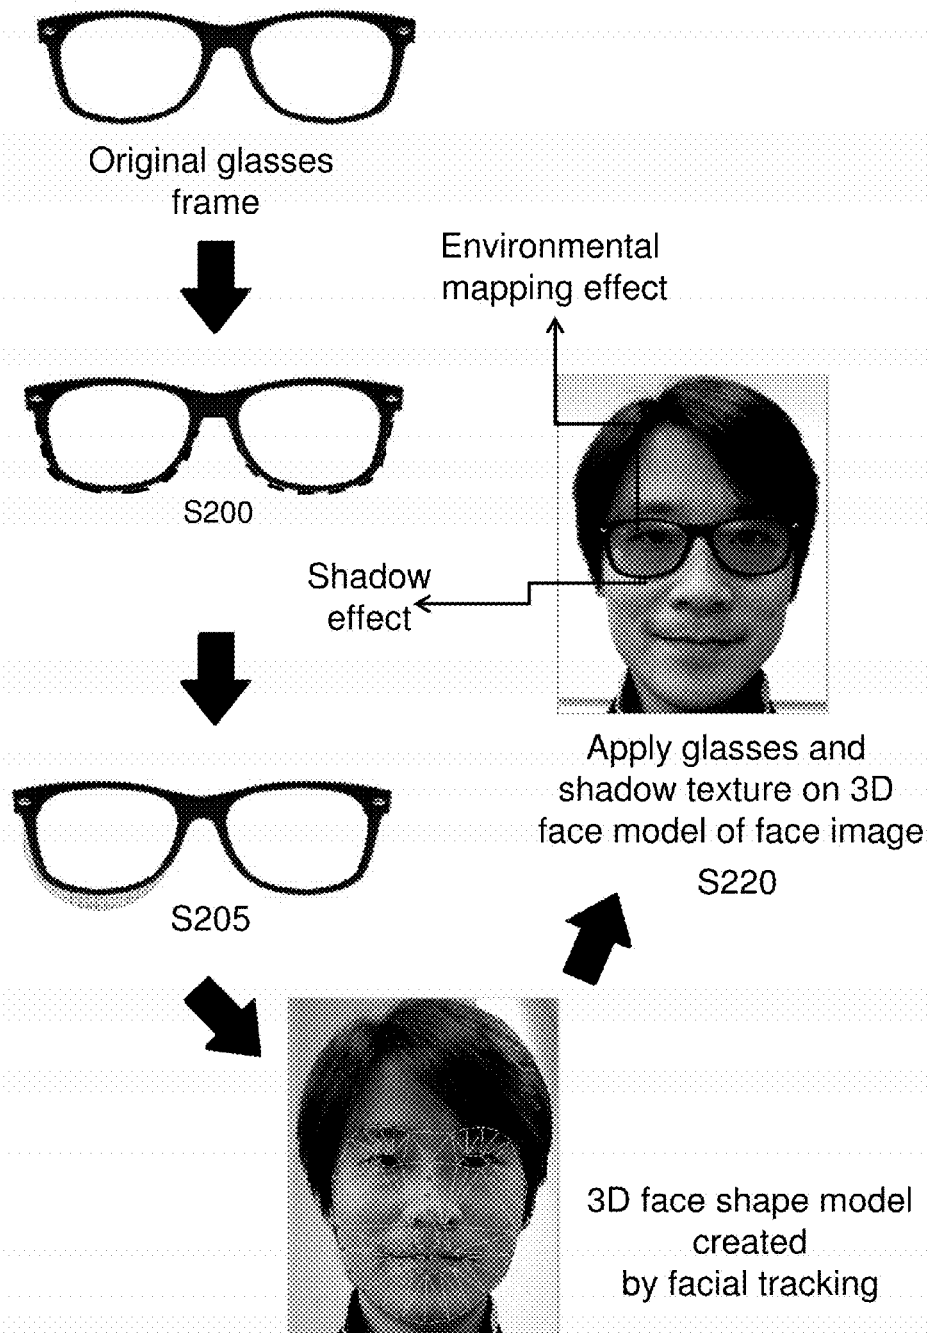 Original glasses
frame
Environmental
mapping effect
S200
Shadow
effect
Apply glasses and
shadow texture on 3D
face model of face image
S220
S205
3D face shape model
created
by facial tracking